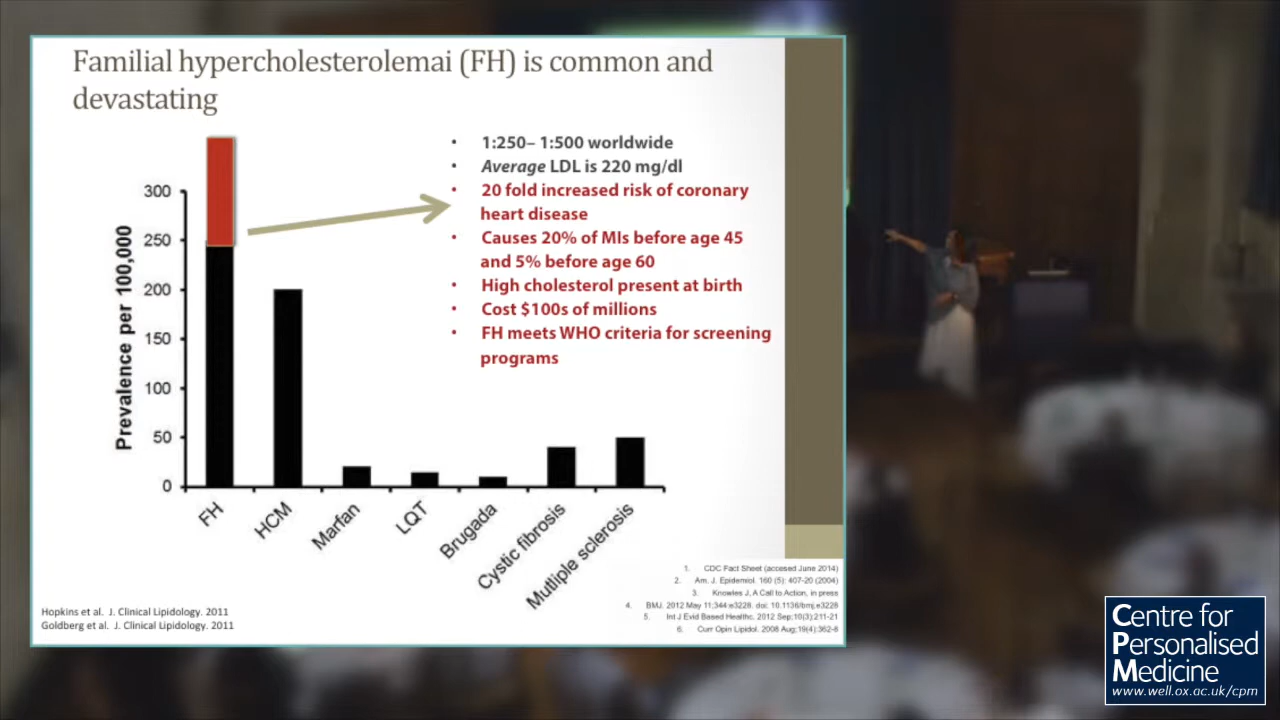 Familial hypercholesterolemai (FH) is common and
devastating
• 1:250– 1:500 worldwide
• Average LDL is 220 mg/dl
• 20 fold increased risk of coronary
heart disease
• Causes 20% of MIs before age 45
and 5% before age 60
• High cholesterol present at birth
• Cost $100s of millions
• FH meets WHO criteria for screening
programs
Prevalence per 100,000
300
250
200
150
100
50
0
FH
HCM
Marfan
LQT
Brugada
Cystic fibrosis
Mutliple sclerosis
Hopkins et al. J. Clinical Lipidology. 2011
Goldberg et al. J. Clinical Lipidology. 2011
1. CDC Fact Sheet (accesed June 2014)
2. Am. J. Epidemiol. 160 (5): 407-20 (2004)
3. Knowles J, A Call to Action, in press
4. BMJ. 2012 May 11;344:e3228. doi: 10.1136/bmj.e3228
5. Int J Evid Based Healthc. 2012 Sep;10(3):211-21
6. Curr Opin Lipidol. 2008 Aug;19(4):362-8
Centre for
Personalised
Medicine
www.well.ox.ac.uk/cpm